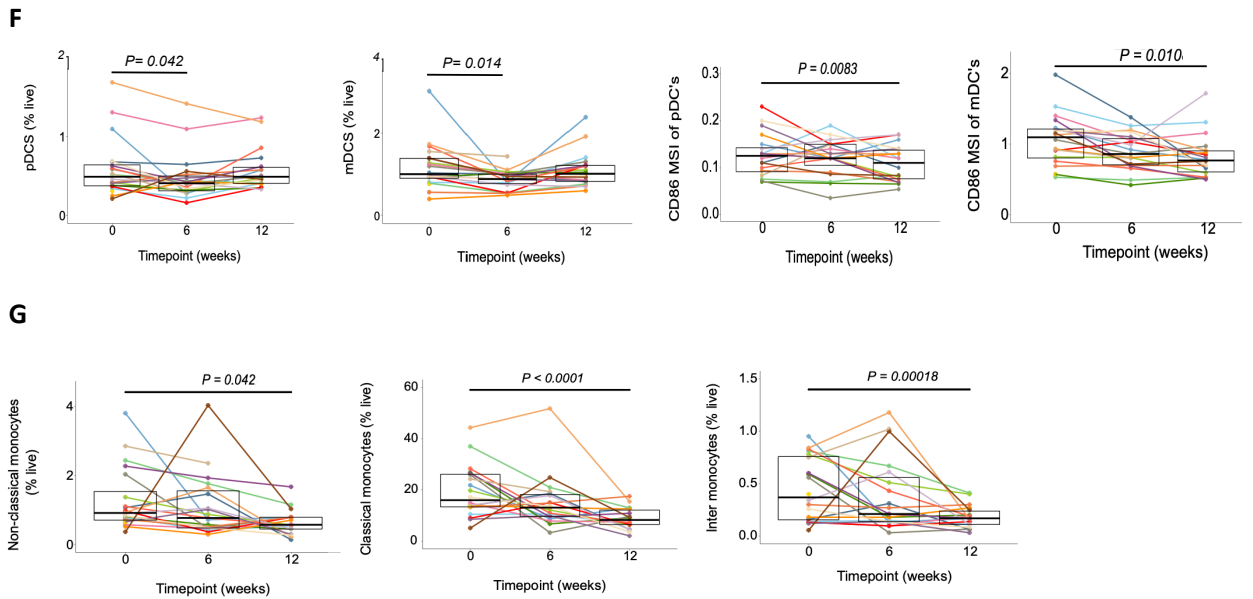 F
pDCS (% live)
2
1
0
P= 0.042
0 6 12
Timepoint (weeks)
mDCS (% live)
4
2
0
P= 0.014
0 6 12
Timepoint (weeks)
CD86 MSI of pDC's
0.3
0.2
0.1
0.0
P = 0.0083
0 6 12
Timepoint (weeks)
CD86 MSI of mDC's
2
1
0
P = 0.010
0 6 12
Timepoint (weeks)
G
Non-classical monocytes
(% live)
4
2
0
P = 0.042
0 6 12
Timepoint (weeks)
Classical monocytes (% live)
60
40
20
0
P < 0.0001
0 6 12
Timepoint (weeks)
Inter monocytes (% live)
1.5
1.0
0.5
0.0
P = 0.00018
0 6 12
Timepoint (weeks)